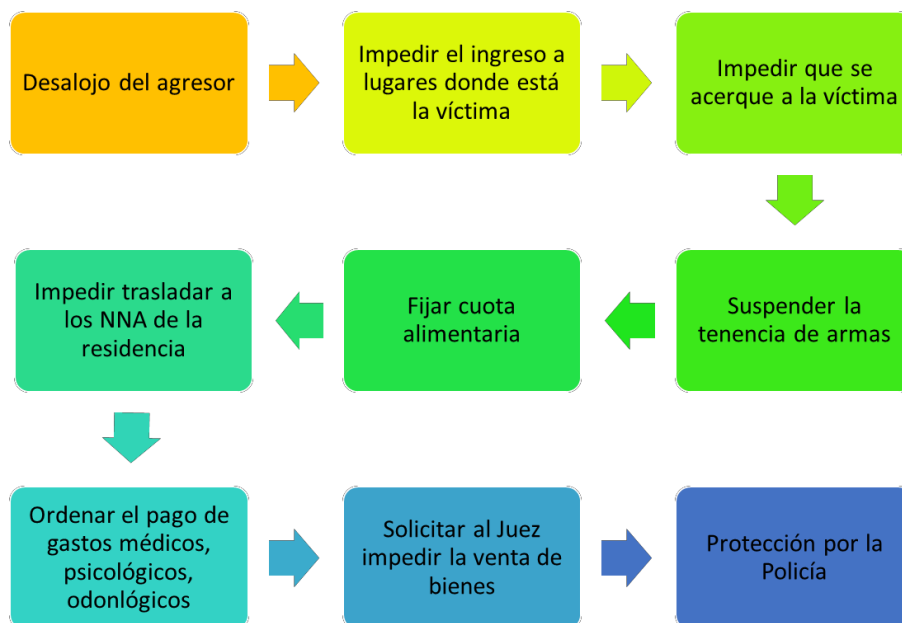 Desalojo del agresor
Impedir el ingreso a
lugares donde está
la víctima
Impedir que se
acerque a la víctima
Suspender la
tenencia de armas
Fijar cuota
alimentaria
Impedir trasladar a
los NNA de la
residencia
Ordenar el pago de
gastos médicos,
psicológicos,
odonlógicos
Solicitar al Juez
impedir la venta de
bienes
Protección por la
Policía